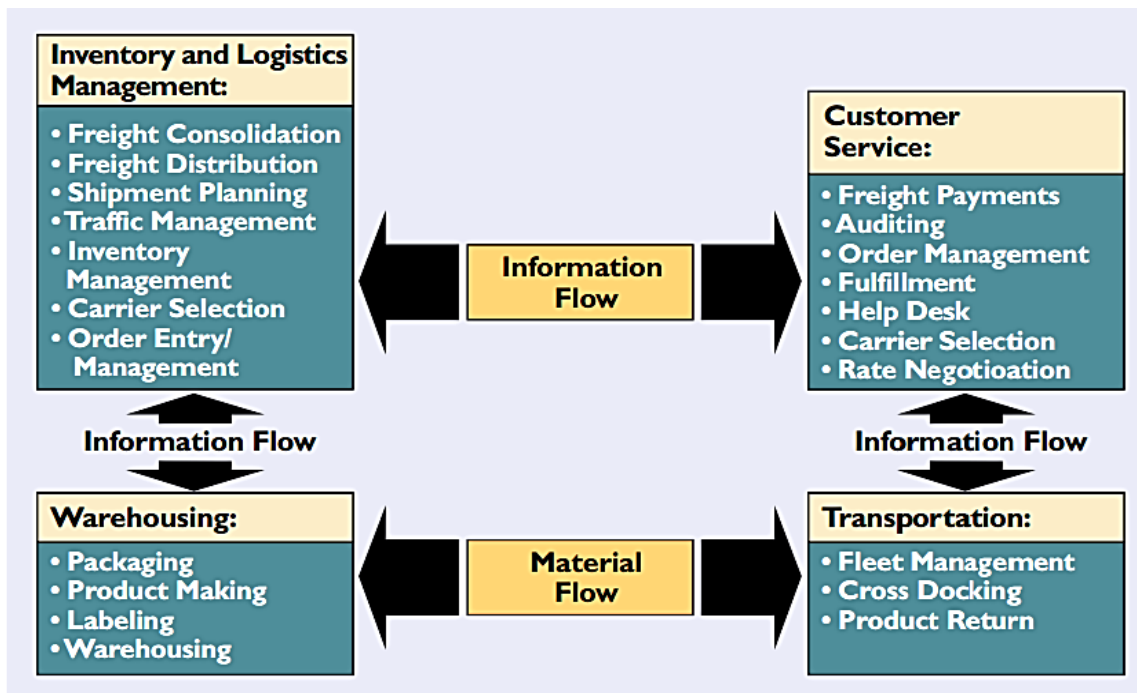 Inventory and Logistics
Management:
• Freight Consolidation
• Freight Distribution
• Shipment Planning
• Traffic Management
• Inventory
Management
• Carrier Selection
• Order Entry/
Management
Information
Flow
Customer
Service:
• Freight Payments
• Auditing
• Order Management
• Fulfillment
• Help Desk
• Carrier Selection
• Rate Negotioation
Information Flow
Information Flow
Warehousing:
• Packaging
• Product Making
• Labeling
• Warehousing
Material
Flow
Transportation:
• Fleet Management
• Cross Docking
• Product Return